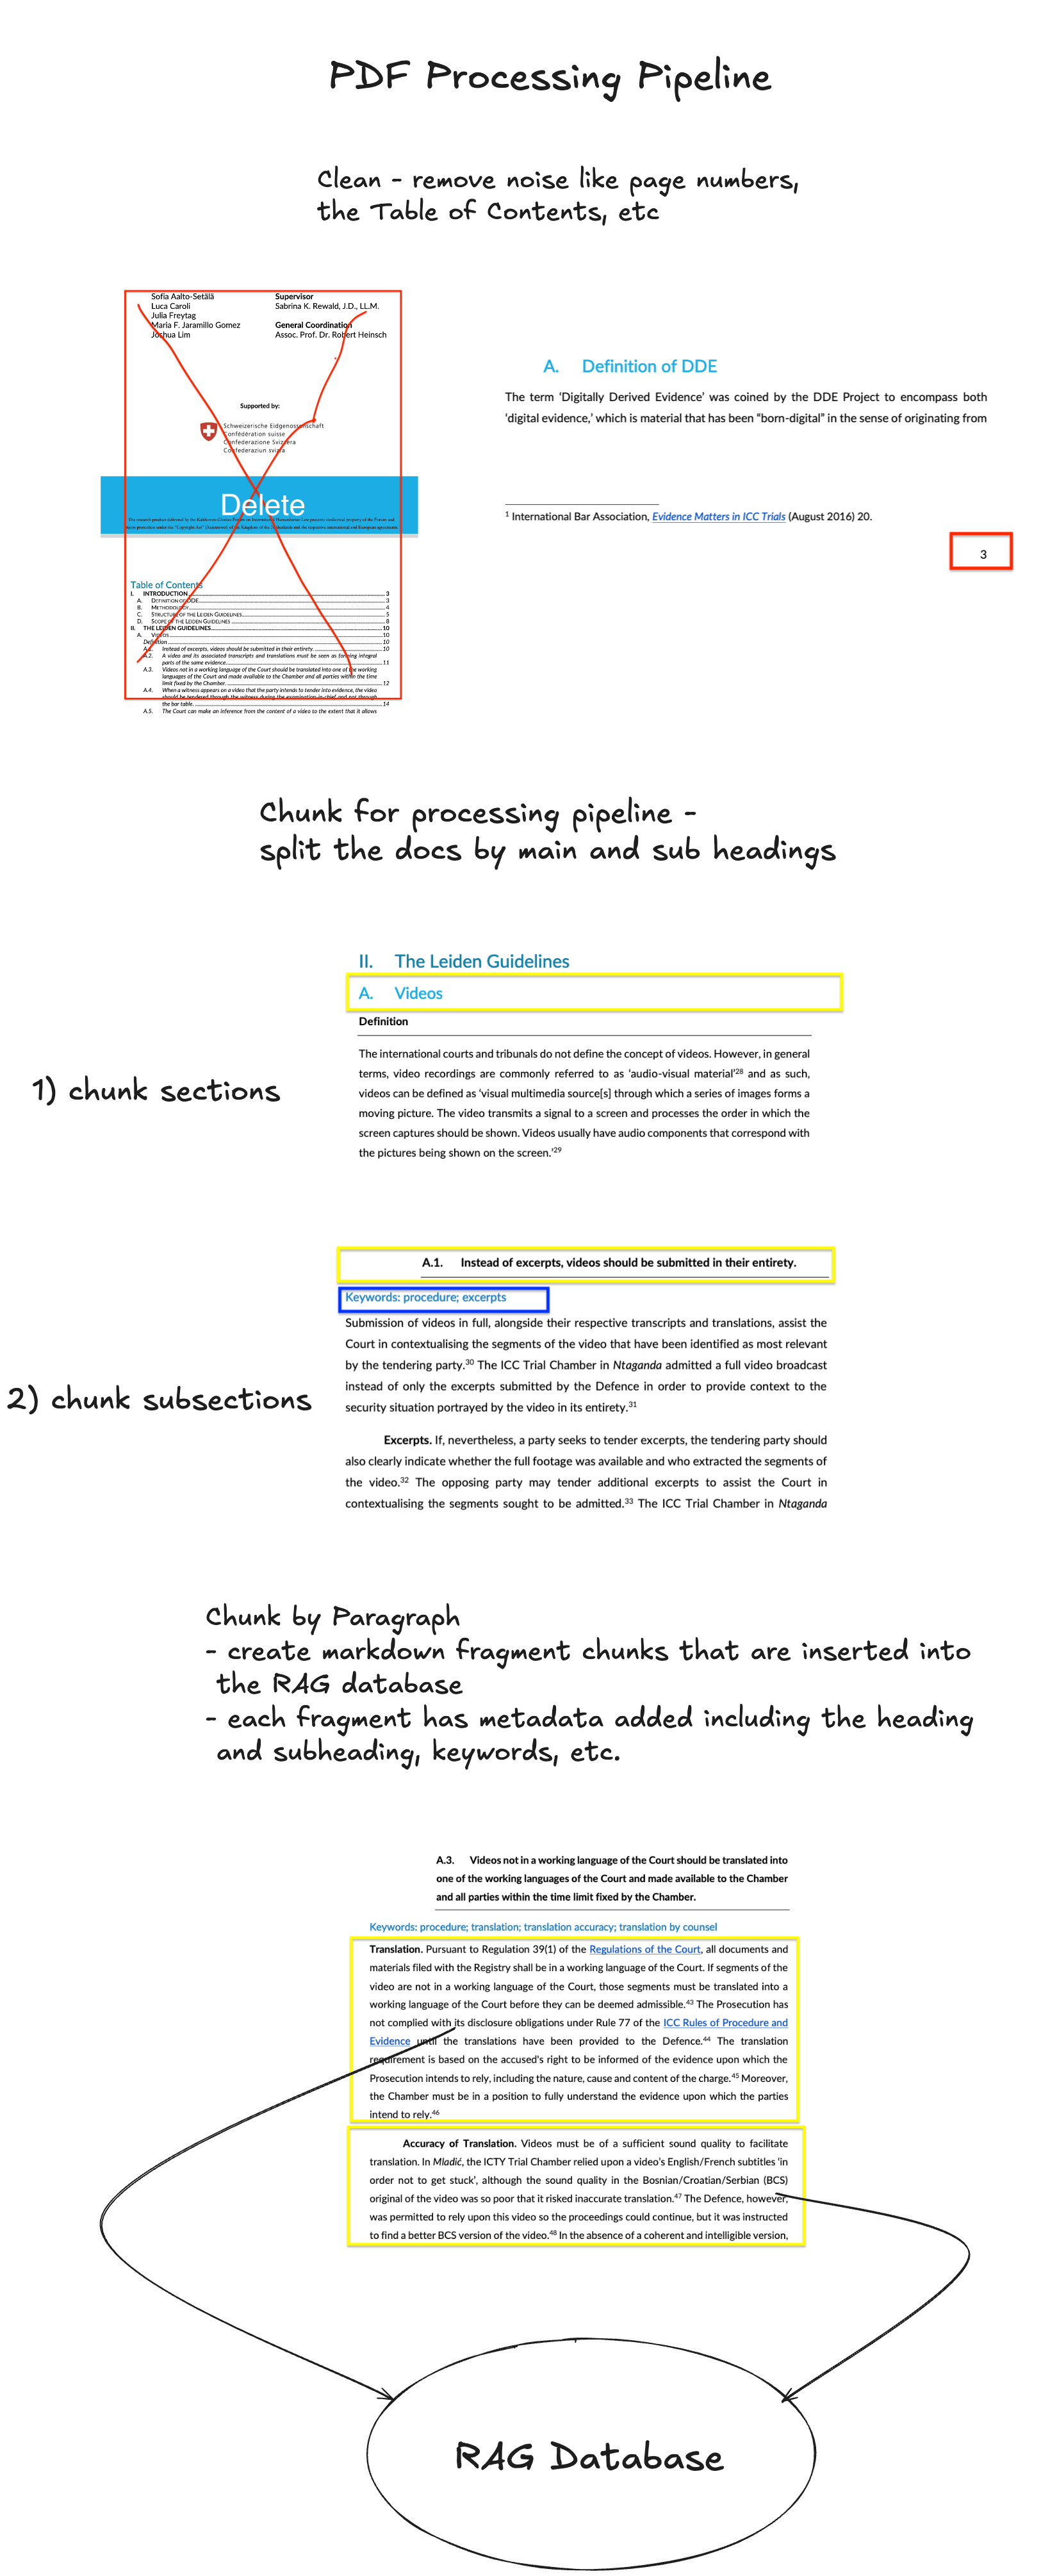 PDF Processing Pipeline
Clean - remove noise like page numbers,
the Table of Contents, etc
Sofia Aalto-Setälä
Luca Caroli
Julia Freytag
Maria F. Jaramillo Gomez
Joshua Lim
Supervisor
Sabrina K. Rewald, J.D., LL.M.
General Coordination
Assoc. Prof. Dr. Robert Heinsch
Supported by:
Schweizerische Eidgenossenschaft
Confédération suisse
Confederazione Svizzera
Confederaziun svizra
Delete
Table of Contents
I. INTRODUCTION 3
A. DEFINITION OF DDE 3
B. METHODOLOGY 4
C. STRUCTURE OF THE LEIDEN GUIDELINES 5
D. SCOPE OF THE LEIDEN GUIDELINES 8
II. THE LEIDEN GUIDELINES 10
A. VIDEOS 10
Definition 10
A.1. Instead of excerpts, videos should be submitted in their entirety. 10
A.2. A video and its associated transcripts and translations must be seen as forming integral
parts of the same evidence. 11
A.3. Videos not in a working language of the Court should be translated into one of the working
languages of the Court and made available to the Chamber and all parties within the time
limit fixed by the Chamber. 12
A.4. When a witness appears on a video that the party intends to tender into evidence, the video
should be tendered through the witness during the examination-in-chief and not through
the bar table. 14
A.5. The Court can make an inference from the content of a video to the extent that it allows
A. Definition of DDE
The term ‘Digitally Derived Evidence’ was coined by the DDE Project to encompass both
‘digital evidence,’ which is material that has been “born-digital” in the sense of originating from
1 International Bar Association, Evidence Matters in ICC Trials (August 2016) 20.
3
Chunk for processing pipeline -
split the docs by main and sub headings
II. The Leiden Guidelines
A. Videos
Definition
1) chunk sections
The international courts and tribunals do not define the concept of videos. However, in general
terms, video recordings are commonly referred to as ‘audio-visual material’28 and as such,
videos can be defined as ‘visual multimedia source[s] through which a series of images forms a
moving picture. The video transmits a signal to a screen and processes the order in which the
screen captures should be shown. Videos usually have audio components that correspond with
the pictures being shown on the screen.’29
A.1. Instead of excerpts, videos should be submitted in their entirety.
Keywords: procedure; excerpts
2) chunk subsections
Submission of videos in full, alongside their respective transcripts and translations, assist the
Court in contextualising the segments of the video that have been identified as most relevant
by the tendering party.30 The ICC Trial Chamber in Ntaganda admitted a full video broadcast
instead of only the excerpts submitted by the Defence in order to provide context to the
security situation portrayed by the video in its entirety.31
Excerpts. If, nevertheless, a party seeks to tender excerpts, the tendering party should
also clearly indicate whether the full footage was available and who extracted the segments of
the video.32 The opposing party may tender additional excerpts to assist the Court in
contextualising the segments sought to be admitted.33 The ICC Trial Chamber in Ntaganda
Chunk by Paragraph
- create markdown fragment chunks that are inserted into
the RAG database
- each fragment has metadata added including the heading
and subheading, keywords, etc.
A.3. Videos not in a working language of the Court should be translated into
one of the working languages of the Court and made available to the Chamber
and all parties within the time limit fixed by the Chamber.
Keywords: procedure; translation; translation accuracy; translation by counsel
Translation. Pursuant to Regulation 39(1) of the Regulations of the Court, all documents and
materials filed with the Registry shall be in a working language of the Court. If segments of the
video are not in a working language of the Court, those segments must be translated into a
working language of the Court before they can be deemed admissible.43 The Prosecution has
not complied with its disclosure obligations under Rule 77 of the ICC Rules of Procedure and
Evidence until the translations have been provided to the Defence.44 The translation
requirement is based on the accused’s right to be informed of the evidence upon which the
Prosecution intends to rely, including the nature, cause and content of the charge.45 Moreover,
the Chamber must be in a position to fully understand the evidence upon which the parties
intend to rely.46
Accuracy of Translation. Videos must be of a sufficient sound quality to facilitate
translation. In Mladić, the ICTY Trial Chamber relied upon a video’s English/French subtitles ‘in
order not to get stuck’, although the sound quality in the Bosnian/Croatian/Serbian (BCS)
original of the video was so poor that it risked inaccurate translation.47 The Defence, however,
was permitted to rely upon this video so the proceedings could continue, but it was instructed
to find a better BCS version of the video.48 In the absence of a coherent and intelligible version,
RAG Database